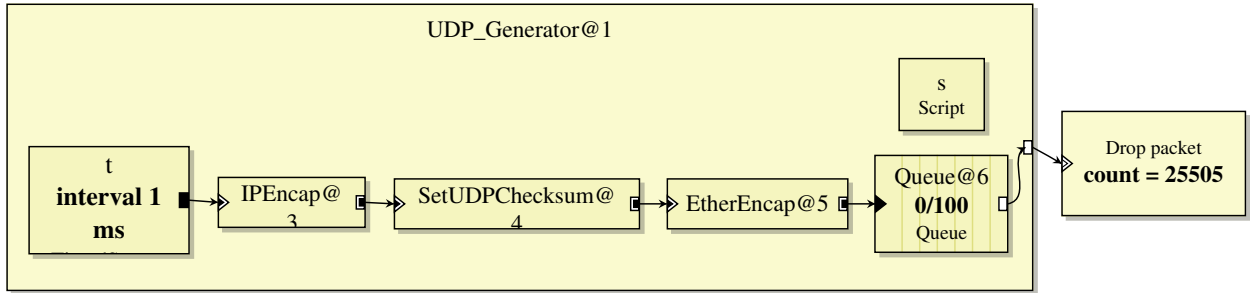 UDP_Generator@1
s
Script
t
interval 1
ms
IPEncap@
3
SetUDPChecksum@
4
EtherEncap@5
Queue@6
0/100
Queue
Drop packet
count = 25505